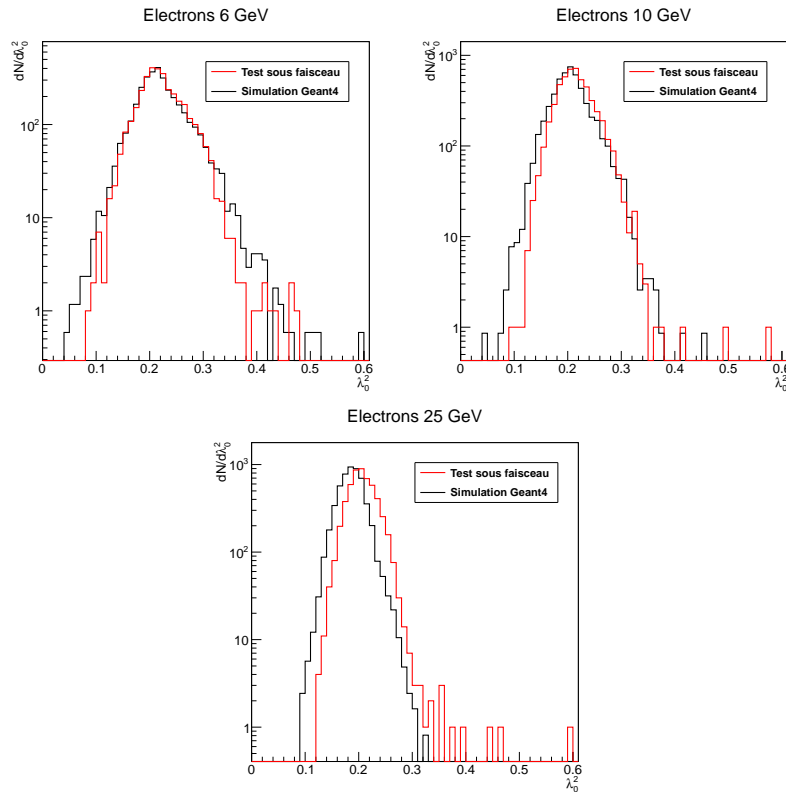 Electrons 6 GeV
dN/dλ₀²
Test sous faisceau
Simulation Geant4
10²
10
1
0 0.1 0.2 0.3 0.4 0.5 0.6
λ₀²
Electrons 10 GeV
dN/dλ₀²
Test sous faisceau
Simulation Geant4
10³
10²
10
1
0 0.1 0.2 0.3 0.4 0.5 0.6
λ₀²
Electrons 25 GeV
dN/dλ₀²
Test sous faisceau
Simulation Geant4
10³
10²
10
1
0 0.1 0.2 0.3 0.4 0.5 0.6
λ₀²